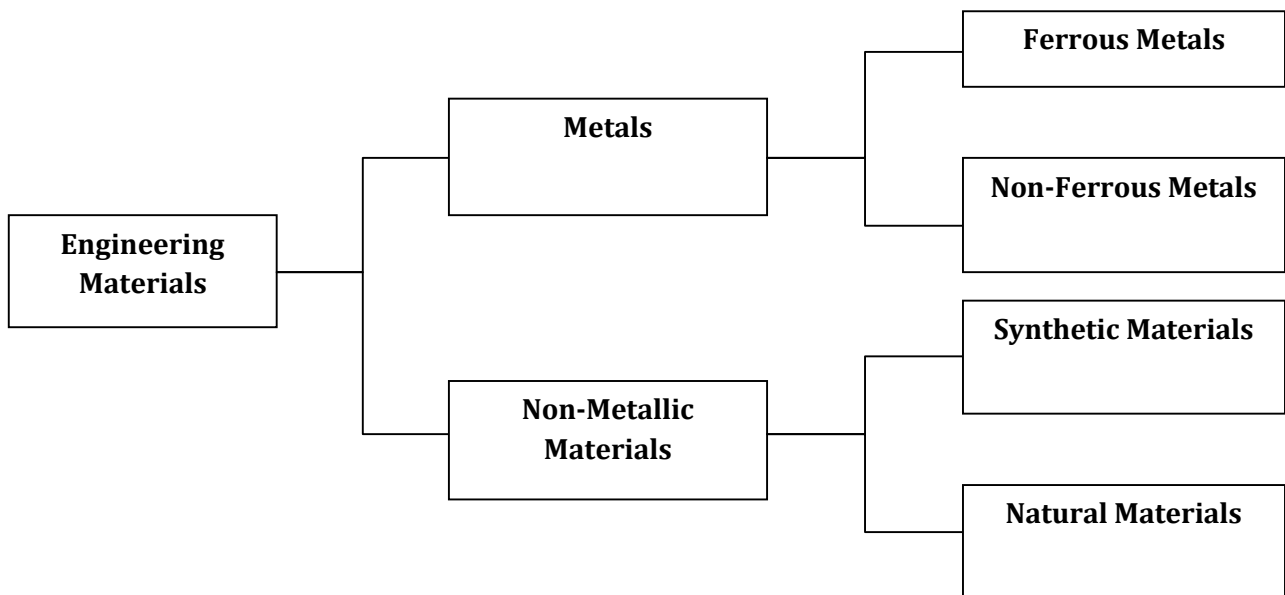 Engineering
Materials
Metals
Non-Metallic
Materials
Ferrous Metals
Non-Ferrous Metals
Synthetic Materials
Natural Materials